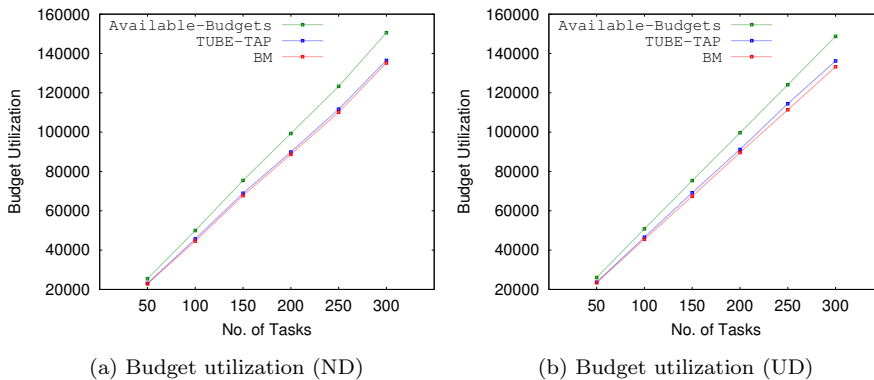 160000
140000
120000
100000
80000
60000
40000
20000
Budget Utilization
Available-Budgets
TUBE-TAP
BM
50 100 150 200 250 300
No. of Tasks
(a) Budget utilization (ND)
160000
140000
120000
100000
80000
60000
40000
20000
Budget Utilization
Available-Budgets
TUBE-TAP
BM
50 100 150 200 250 300
No. of Tasks
(b) Budget utilization (UD)